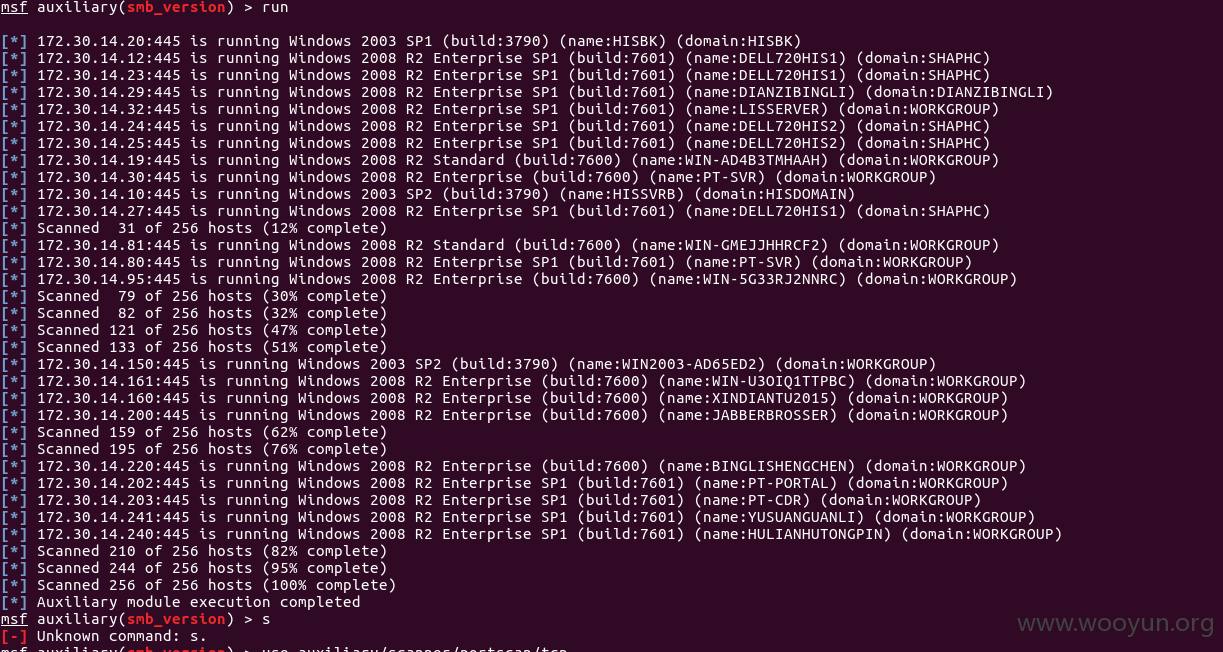 msf auxiliary(smb_version) > run
[*] 172.30.14.20:445 is running Windows 2003 SP1 (build:3790) (name:HISBK) (domain:HISBK)
[*] 172.30.14.12:445 is running Windows 2008 R2 Enterprise SP1 (build:7601) (name:DELL720HIS1) (domain:SHAPHC)
[*] 172.30.14.23:445 is running Windows 2008 R2 Enterprise SP1 (build:7601) (name:DELL720HIS1) (domain:SHAPHC)
[*] 172.30.14.29:445 is running Windows 2008 R2 Enterprise SP1 (build:7601) (name:DIANZIBINGLI) (domain:DIANZIBINGLI)
[*] 172.30.14.32:445 is running Windows 2008 R2 Enterprise SP1 (build:7601) (name:LISSERVER) (domain:WORKGROUP)
[*] 172.30.14.24:445 is running Windows 2008 R2 Enterprise SP1 (build:7601) (name:DELL720HIS2) (domain:SHAPHC)
[*] 172.30.14.25:445 is running Windows 2008 R2 Enterprise SP1 (build:7601) (name:DELL720HIS2) (domain:SHAPHC)
[*] 172.30.14.19:445 is running Windows 2008 R2 Standard (build:7600) (name:WIN-AD4B3TMHAAH) (domain:WORKGROUP)
[*] 172.30.14.30:445 is running Windows 2008 R2 Enterprise (build:7600) (name:PT-SVR) (domain:WORKGROUP)
[*] 172.30.14.10:445 is running Windows 2003 SP2 (build:3790) (name:HISSVRB) (domain:HISDOMAIN)
[*] 172.30.14.27:445 is running Windows 2008 R2 Enterprise SP1 (build:7601) (name:DELL720HIS1) (domain:SHAPHC)
[*] Scanned  31 of 256 hosts (12% complete)
[*] 172.30.14.81:445 is running Windows 2008 R2 Standard (build:7600) (name:WIN-GMEJJHHRCF2) (domain:WORKGROUP)
[*] 172.30.14.80:445 is running Windows 2008 R2 Enterprise SP1 (build:7601) (name:PT-SVR) (domain:WORKGROUP)
[*] 172.30.14.95:445 is running Windows 2008 R2 Enterprise (build:7600) (name:WIN-5G33RJ2NNRC) (domain:WORKGROUP)
[*] Scanned  79 of 256 hosts (30% complete)
[*] Scanned  82 of 256 hosts (32% complete)
[*] Scanned 121 of 256 hosts (47% complete)
[*] Scanned 133 of 256 hosts (51% complete)
[*] 172.30.14.150:445 is running Windows 2003 SP2 (build:3790) (name:WIN2003-AD65ED2) (domain:WORKGROUP)
[*] 172.30.14.161:445 is running Windows 2008 R2 Enterprise (build:7600) (name:WIN-U3OIQ1TTPBC) (domain:WORKGROUP)
[*] 172.30.14.160:445 is running Windows 2008 R2 Enterprise (build:7600) (name:XINDIANTU2015) (domain:WORKGROUP)
[*] 172.30.14.200:445 is running Windows 2008 R2 Enterprise (build:7600) (name:JABBERBROSSER) (domain:WORKGROUP)
[*] Scanned 159 of 256 hosts (62% complete)
[*] Scanned 195 of 256 hosts (76% complete)
[*] 172.30.14.220:445 is running Windows 2008 R2 Enterprise (build:7600) (name:BINGLISHENGCHEN) (domain:WORKGROUP)
[*] 172.30.14.202:445 is running Windows 2008 R2 Enterprise SP1 (build:7601) (name:PT-PORTAL) (domain:WORKGROUP)
[*] 172.30.14.203:445 is running Windows 2008 R2 Enterprise SP1 (build:7601) (name:PT-CDR) (domain:WORKGROUP)
[*] 172.30.14.241:445 is running Windows 2008 R2 Enterprise SP1 (build:7601) (name:YUSUANGUANLI) (domain:WORKGROUP)
[*] 172.30.14.240:445 is running Windows 2008 R2 Enterprise SP1 (build:7601) (name:HULIANHUTONGPIN) (domain:WORKGROUP)
[*] Scanned 210 of 256 hosts (82% complete)
[*] Scanned 244 of 256 hosts (95% complete)
[*] Scanned 256 of 256 hosts (100% complete)
[*] Auxiliary module execution completed
msf auxiliary(smb_version) > s
[-] Unknown command: s.
msf auxiliary(smb_version) > use auxiliary/scanner/portscan/tcp
www.wooyun.org